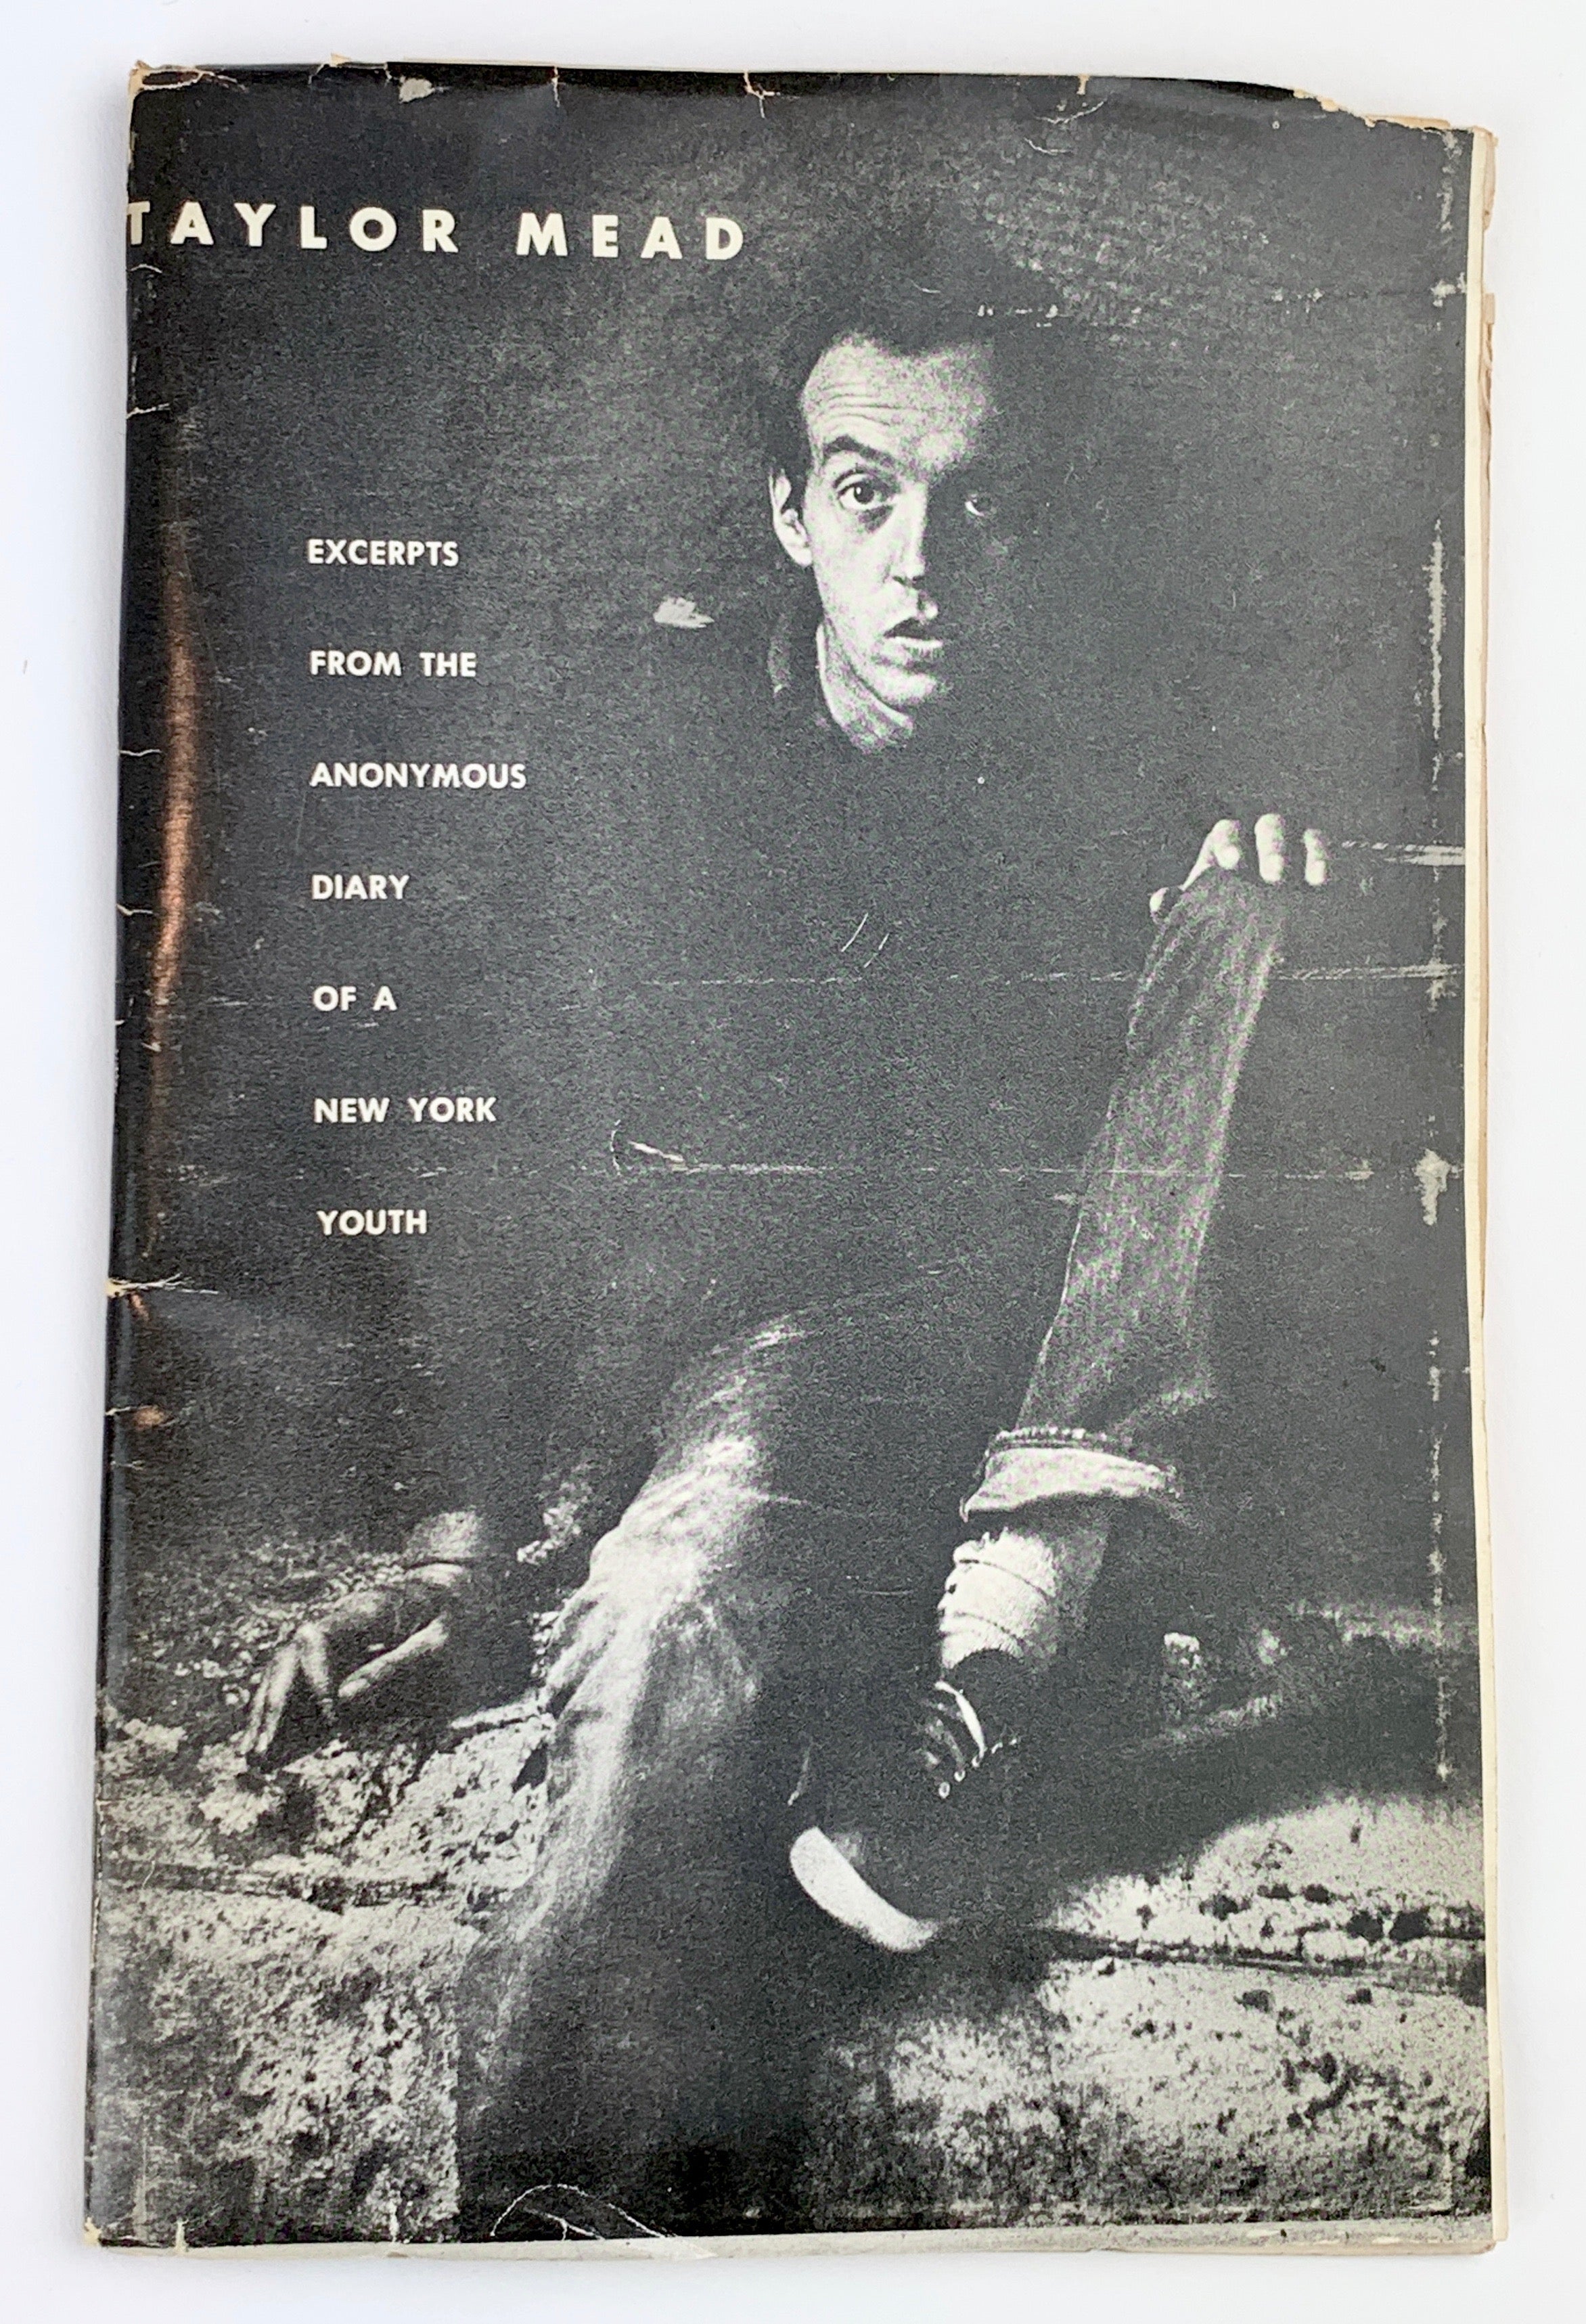 TAYLOR MEAD
EXCERPTS
FROM THE
ANONYMOUS
DIARY
OF A
NEW YORK
YOUTH